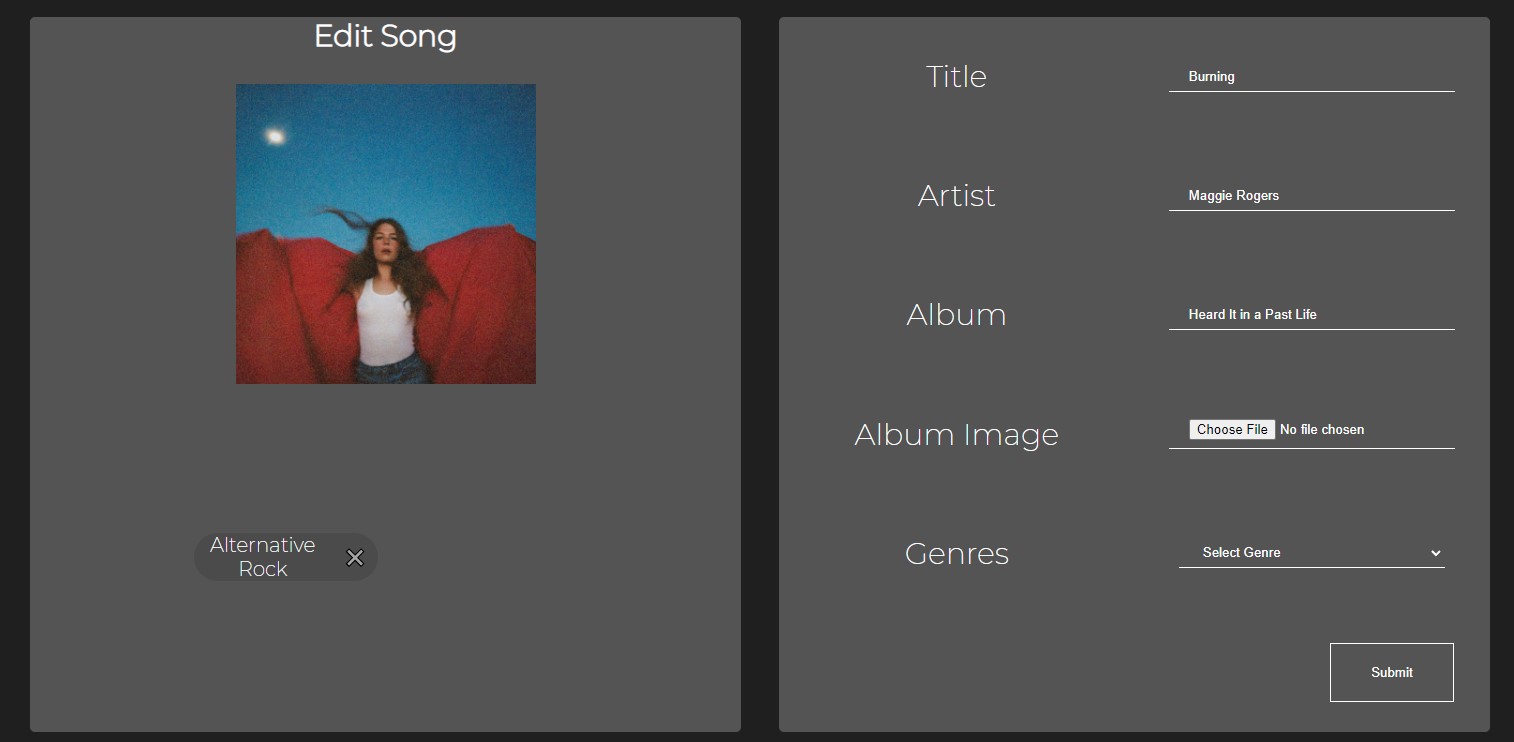 Edit Song
Alternative
Rock
Title
Burning
Artist
Maggie Rogers
Album
Heard It in a Past Life
Album Image
Choose File No file chosen
Genres
Select Genre
Submit